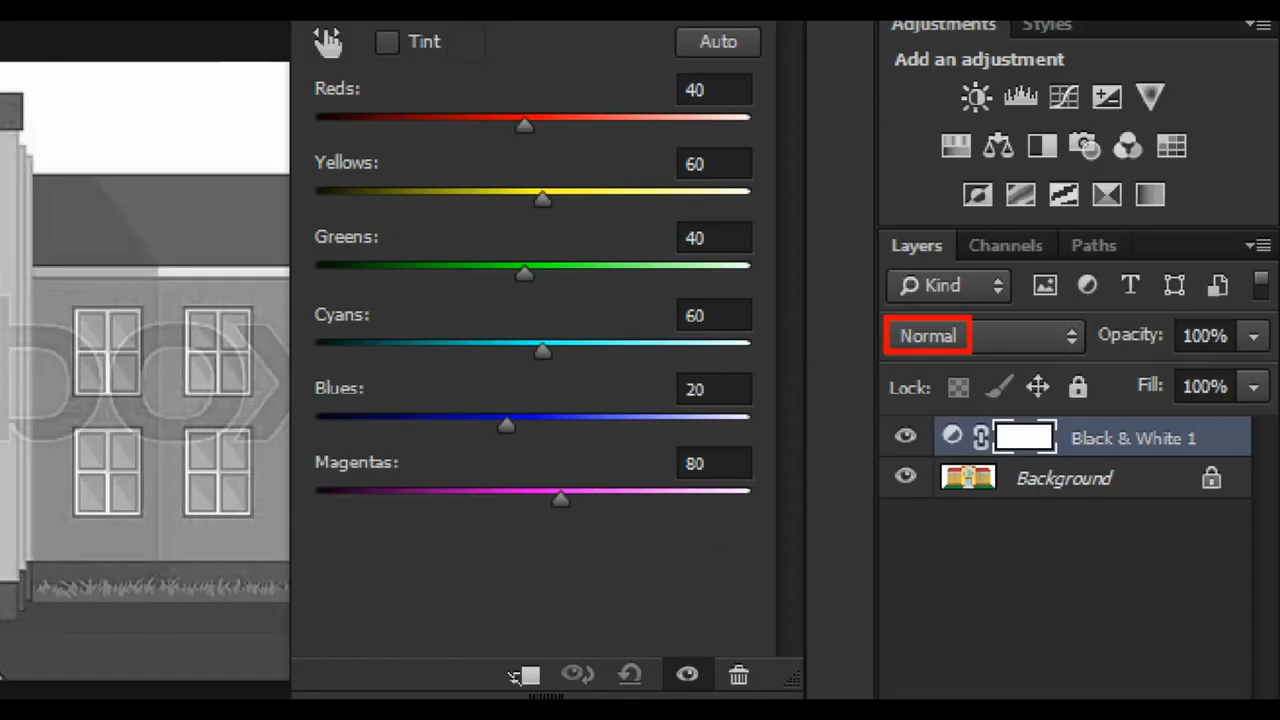 Adjustments Styles
Add an adjustment
Tint Auto
Reds: 40
Yellows: 60
Greens: 40
Cyans: 60
Blues: 20
Magentas: 80
Layers Channels Paths
Kind
Normal Opacity: 100%
Lock: Fill: 100%
Black & White 1
Background